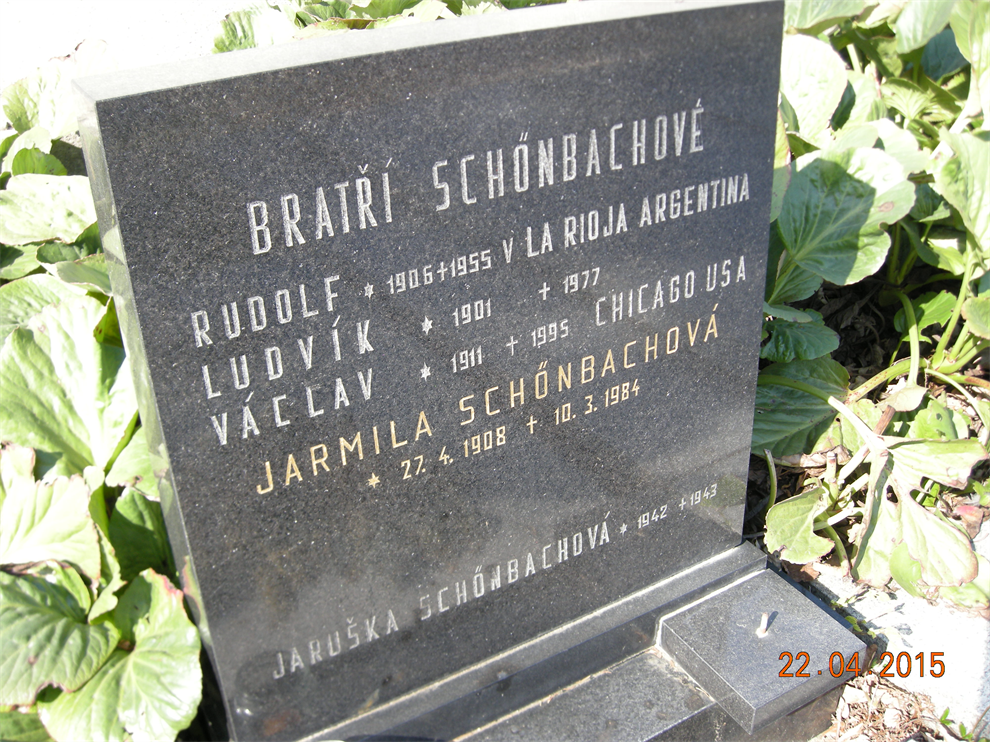 BRATŘÍ SCHŐNBACHOVÉ
RUDOLF * 1906 + 1955 V LA RIOJA ARGENTINA
LUDVÍK * 1901 + 1977
VÁCLAV * 1911 + 1995 CHICAGO USA
JARMILA SCHŐNBACHOVÁ
* 27. 4. 1908 + 10. 3. 1984
JARUŠKA SCHŐNBACHOVÁ * 1942 + 1943
22.04.2015